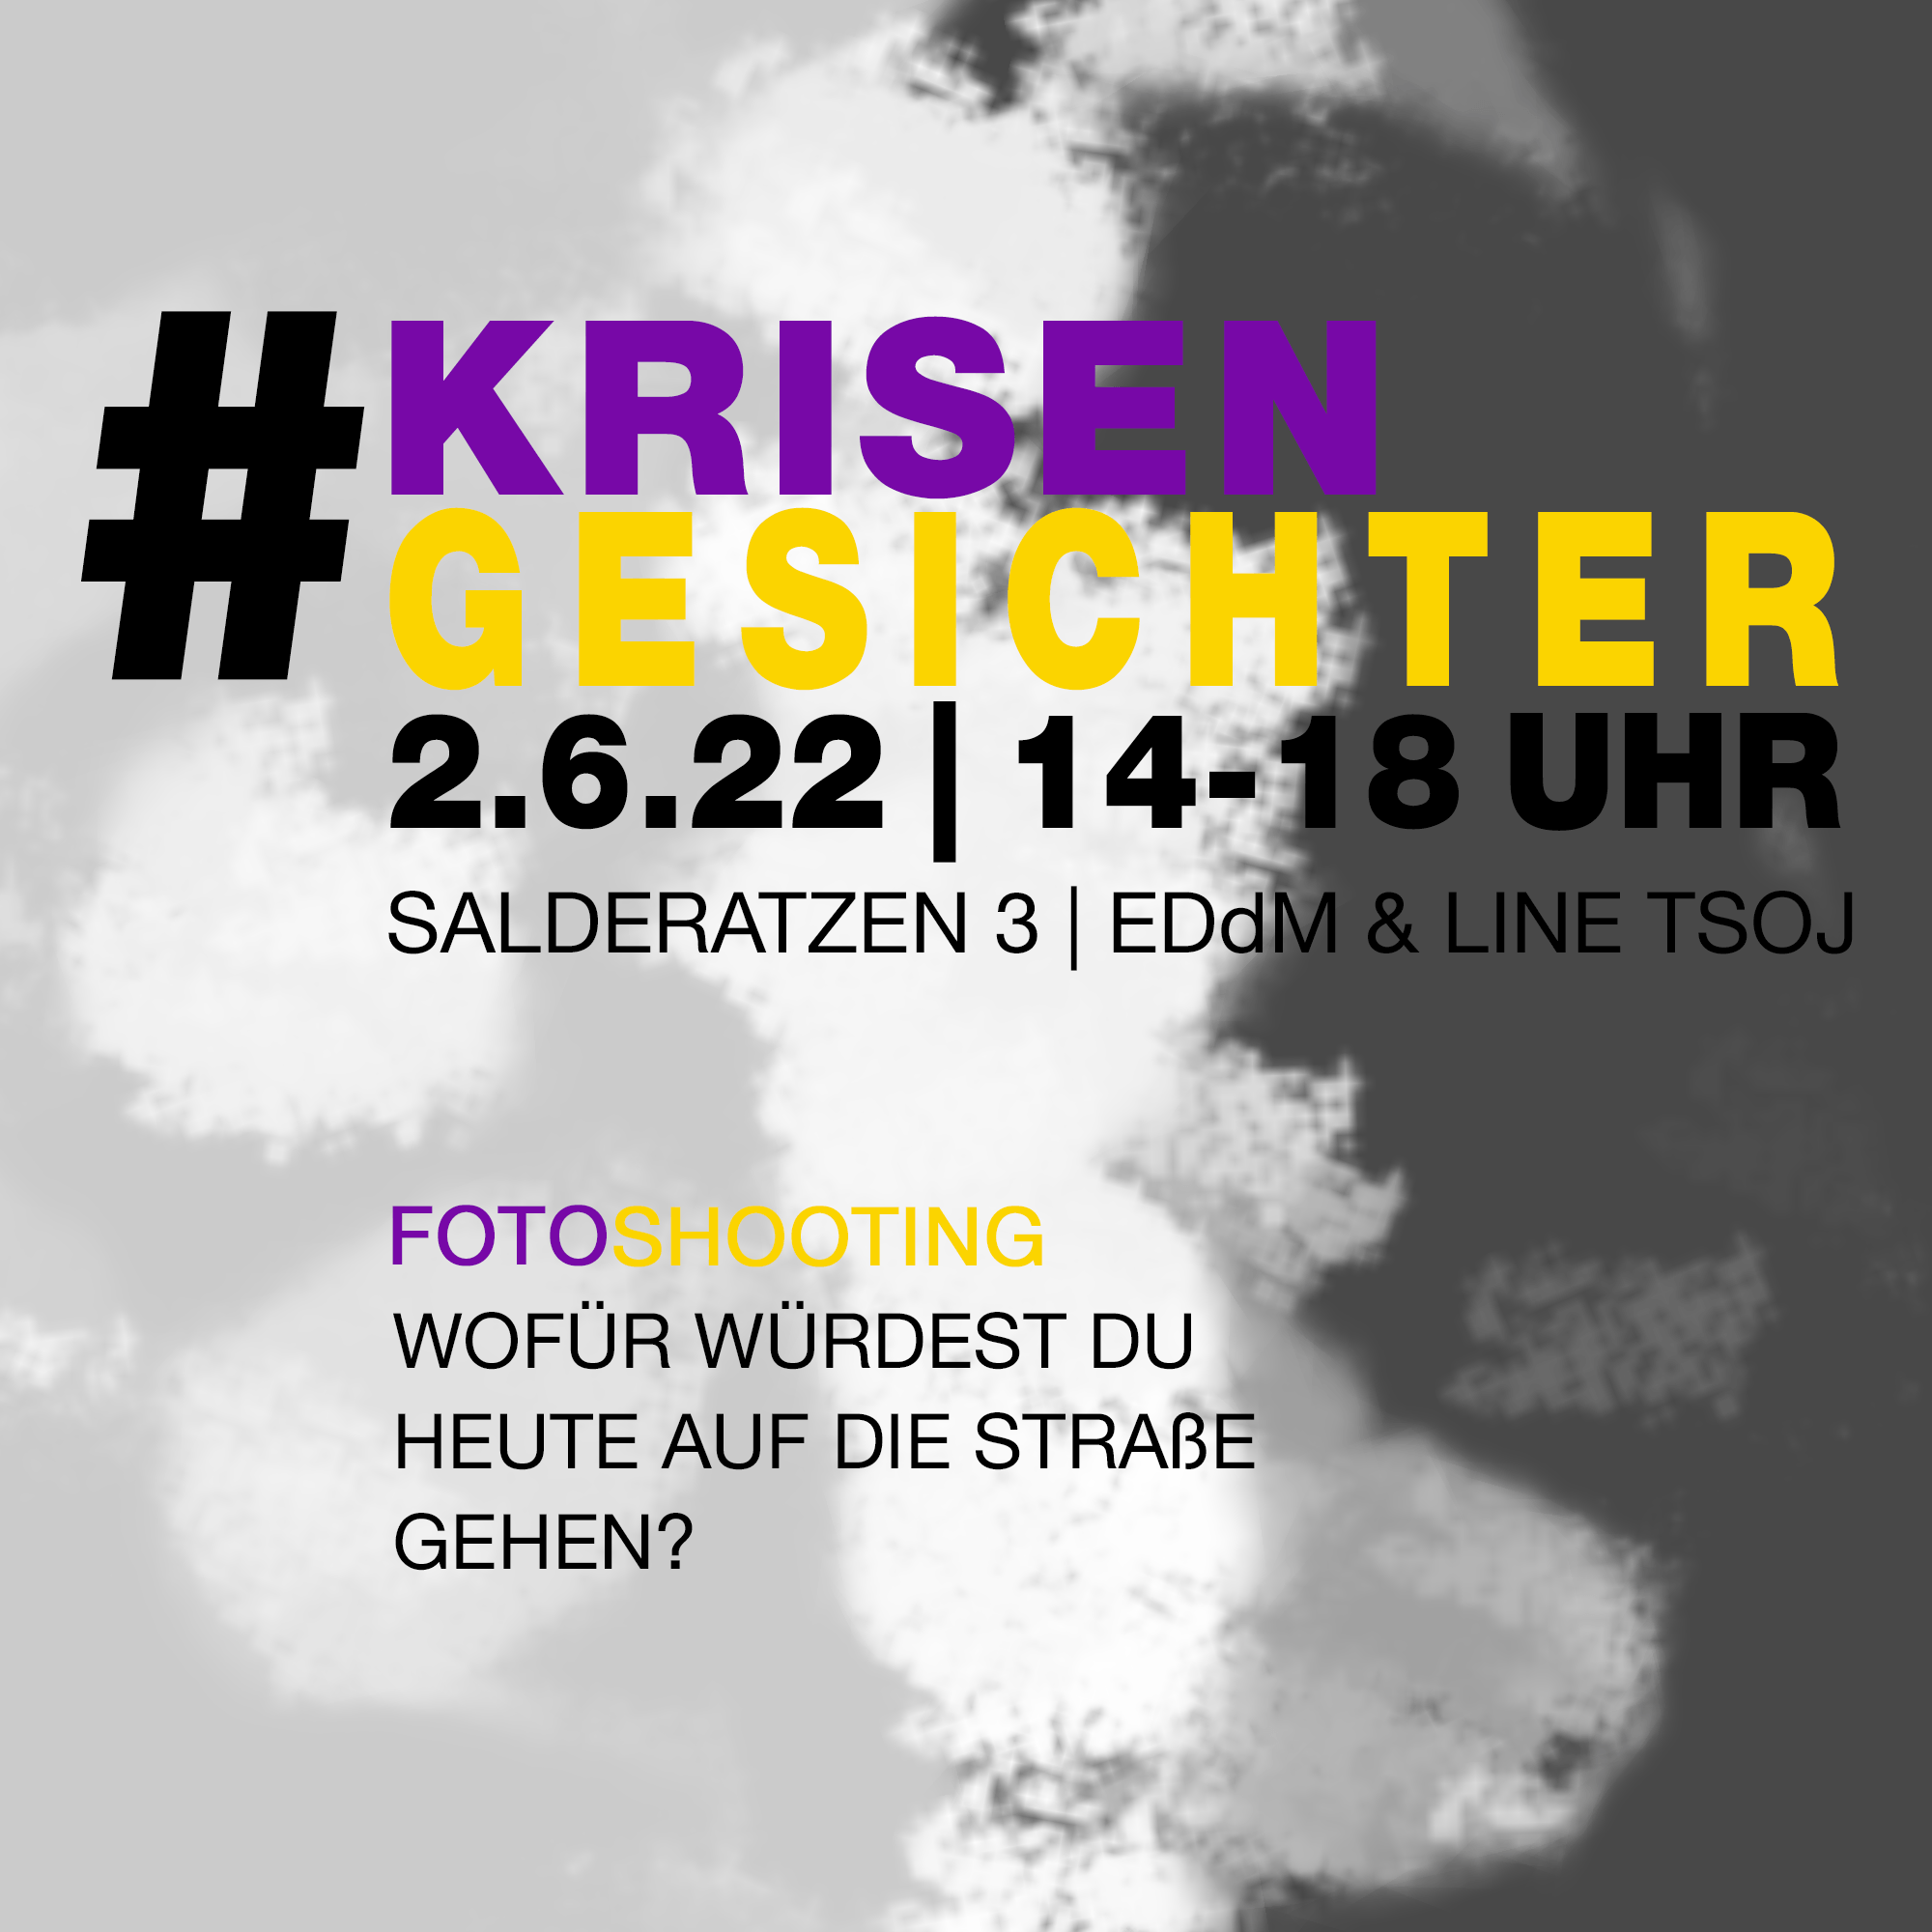 #KRISEN
GESICHTER
2.6.22 | 14-18 UHR
SALDERATZEN 3 | EDdM & LINE TSOJ
FOTOSHOOTING
WOFÜR WÜRDEST DU
HEUTE AUF DIE STRAßE
GEHEN?